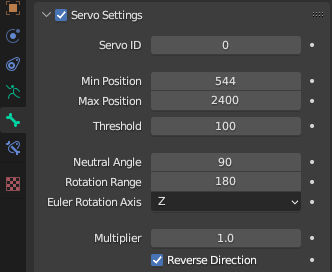 Servo Settings
Servo ID 0
Min Position 544
Max Position 2400
Threshold 100
Neutral Angle 90
Rotation Range 180
Euler Rotation Axis Z
Multiplier 1.0
Reverse Direction